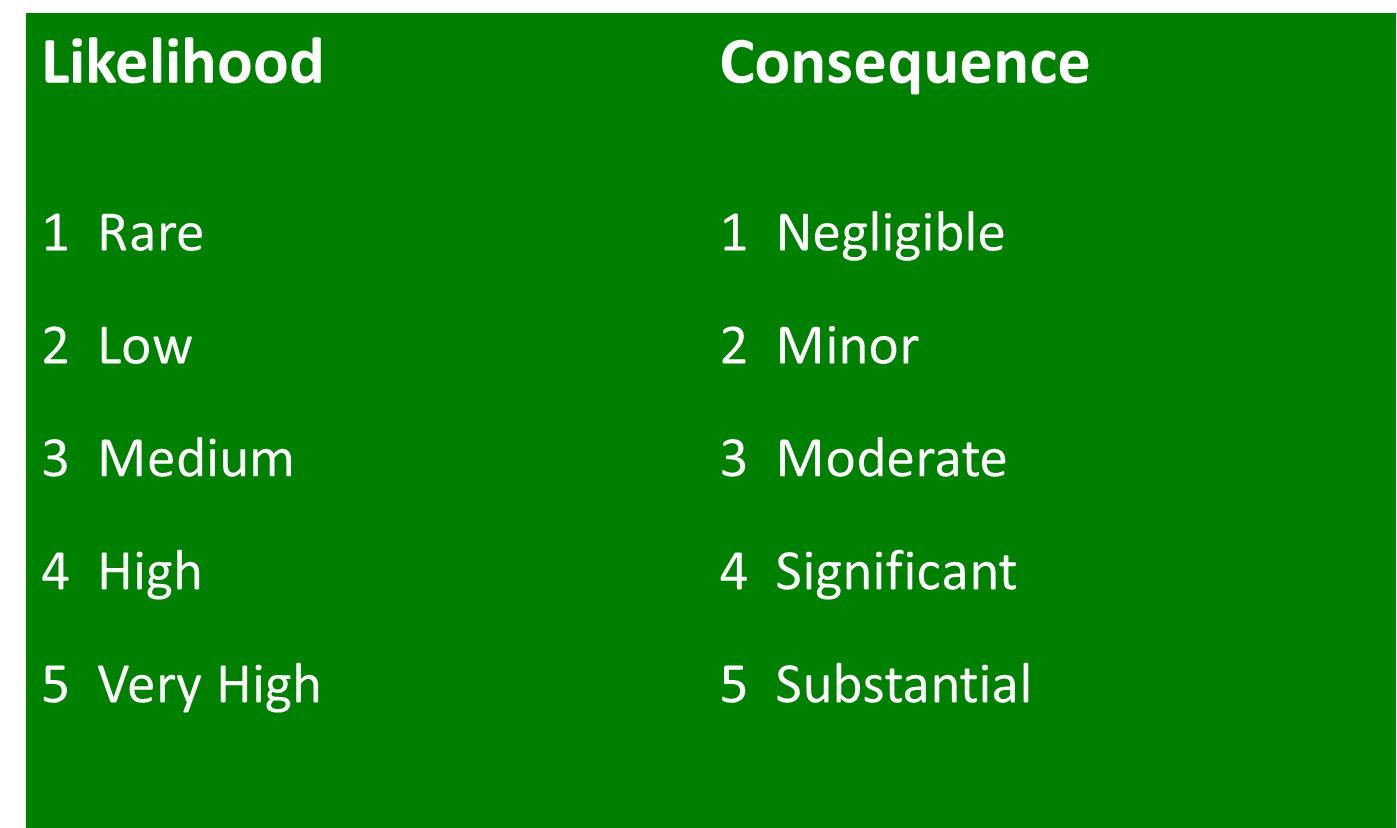 Likelihood Consequence
1 Rare 1 Negligible
2 Low 2 Minor
3 Medium 3 Moderate
4 High 4 Significant
5 Very High 5 Substantial